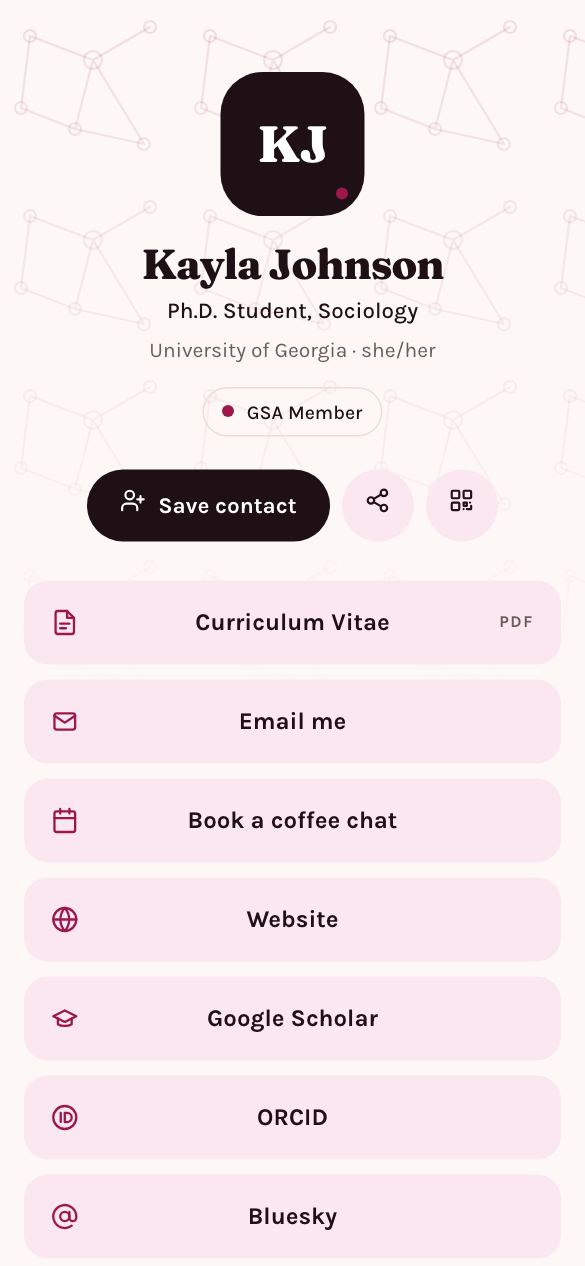 KJ
Kayla Johnson
Ph.D. Student, Sociology
University of Georgia · she/her
GSA Member
Save contact
Curriculum Vitae PDF
Email me
Book a coffee chat
Website
Google Scholar
ORCID
Bluesky